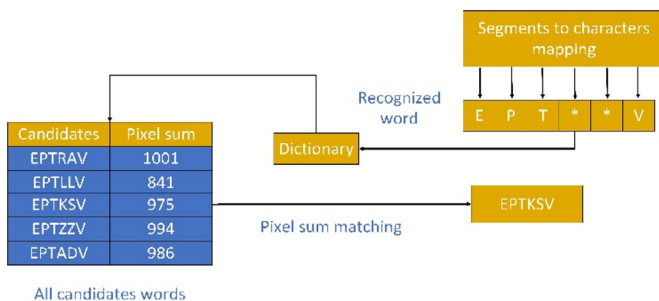 Segments to characters
mapping
Recognized
word
E P T * * V
Dictionary
Candidates Pixel sum
EPTRAV 1001
EPTLLV 841
EPTKSV 975
EPTZZV 994
EPTADV 986
EPTKSV
Pixel sum matching
All candidates words